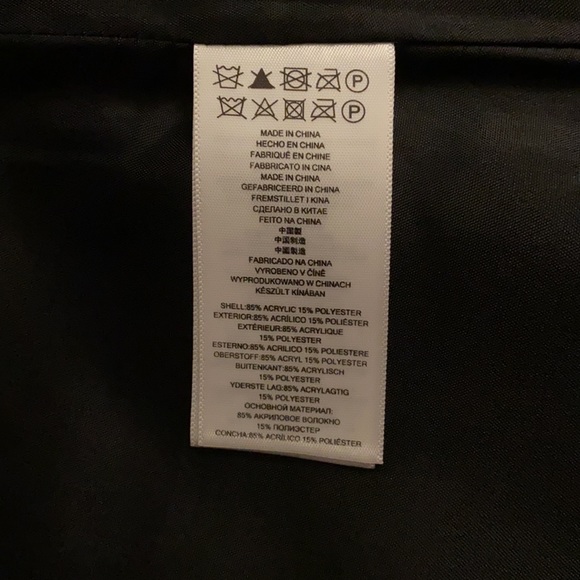 P
P
MADE IN CHINA
HECHO EN CHINA
FABRIQUÉ EN CHINE
FABBRICATO IN CINA
MADE IN CHINA
GEFABRICEERD IN CHINA
FREMSTILLET I KINA
СДЕЛАНО В КИТАЕ
FEITO NA CHINA
中国製
中国制造
中國製造
FABRICADO NA CHINA
VYROBENO V ČÍNĚ
WYPRODUKOWANO W CHINACH
KÉSZÜLT KÍNÁBAN
SHELL:85% ACRYLIC 15% POLYESTER
EXTERIOR:85% ACRÍLICO 15% POLIÉSTER
EXTÉRIEUR:85% ACRYLIQUE
15% POLYESTER
ESTERNO:85% ACRILICO 15% POLIESTERE
OBERSTOFF:85% ACRYL 15% POLYESTER
BUITENKANT:85% ACRYLISCH
15% POLYESTER
YDERSTE LAG:85% ACRYLAGTIG
15% POLYESTER
ОСНОВНОЙ МАТЕРИАЛ:
85% АКРИЛОВОЕ ВОЛОКНО
15% ПОЛИЭСТЕР
CONCHA:85% ACRÍLICO 15% POLIÉSTER